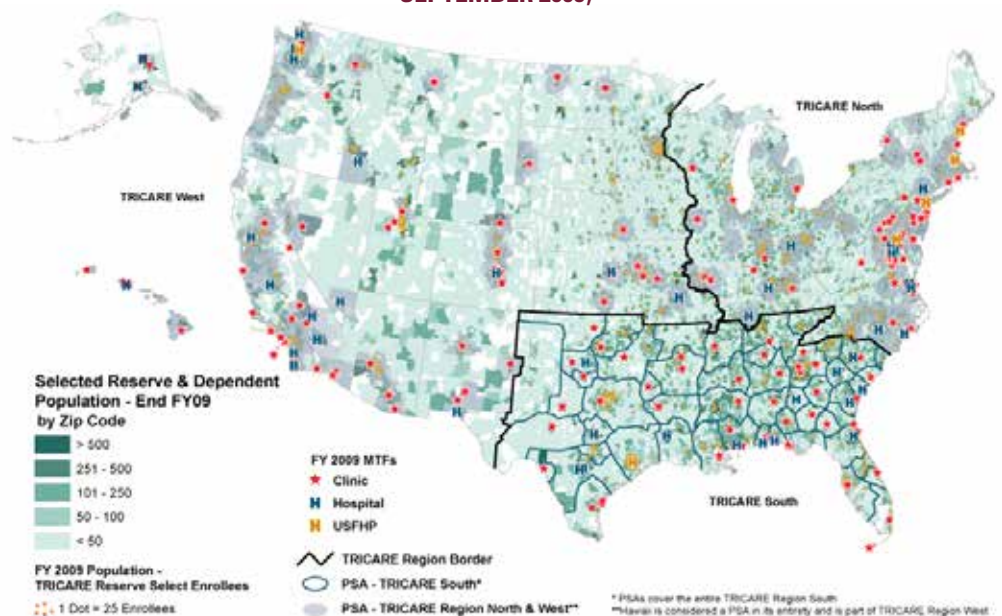 TRICARE North
TRICARE West
TRICARE South
Selected Reserve & Dependent
Population - End FY09
by Zip Code
> 500
251 - 500
101 - 250
50 - 100
< 50
FY 2009 Population -
TRICARE Reserve Select Enrollees
1 Dot = 25 Enrollees
FY 2009 MTFs
Clinic
H Hospital
H USFHP
TRICARE Region Border
PSA - TRICARE South*
PSA - TRICARE Region North & West**
* PSAs cover the entire TRICARE Region South
**Hawaii is considered a PSA in its entirety and is part of TRICARE Region West